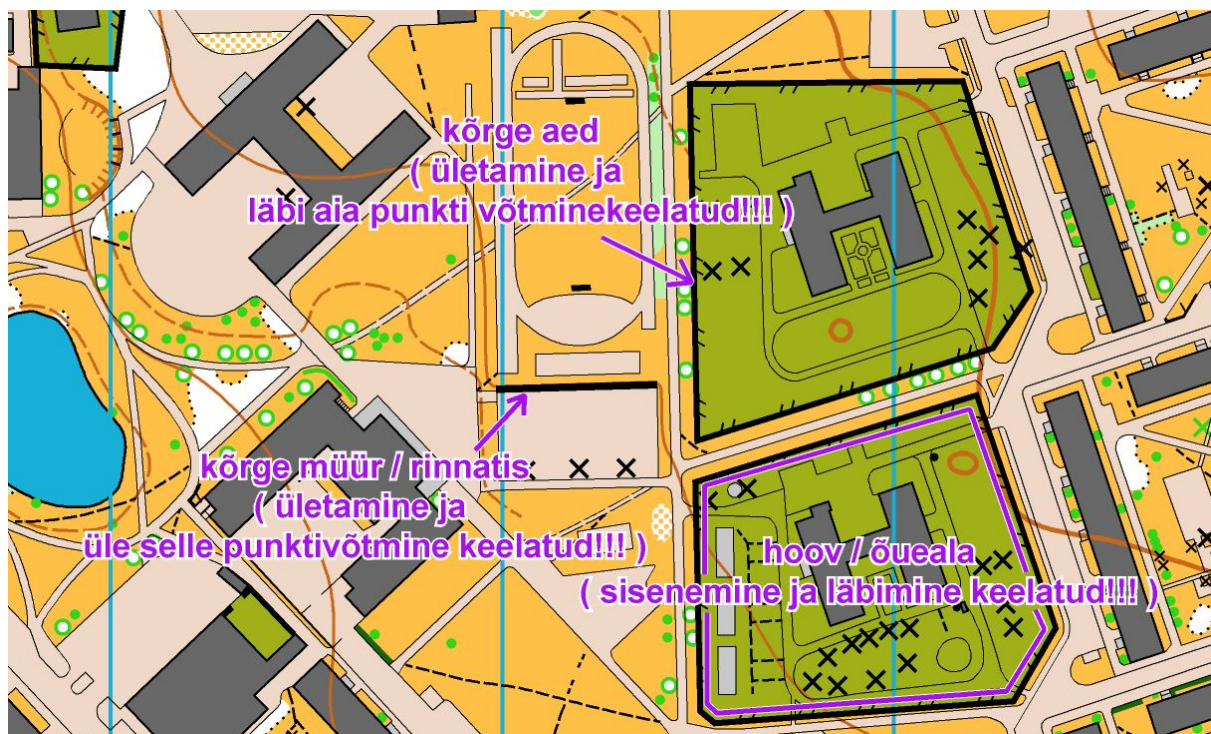 kõrge aed
( ületamine ja
läbi aia punkti võtminekeelatud!!! )
kõrge müür / rinnatis
( ületamine ja
üle selle punktivõtmine keelatud!!! )
hoov / õueala
( sisenemine ja läbimine keelatud!!! )